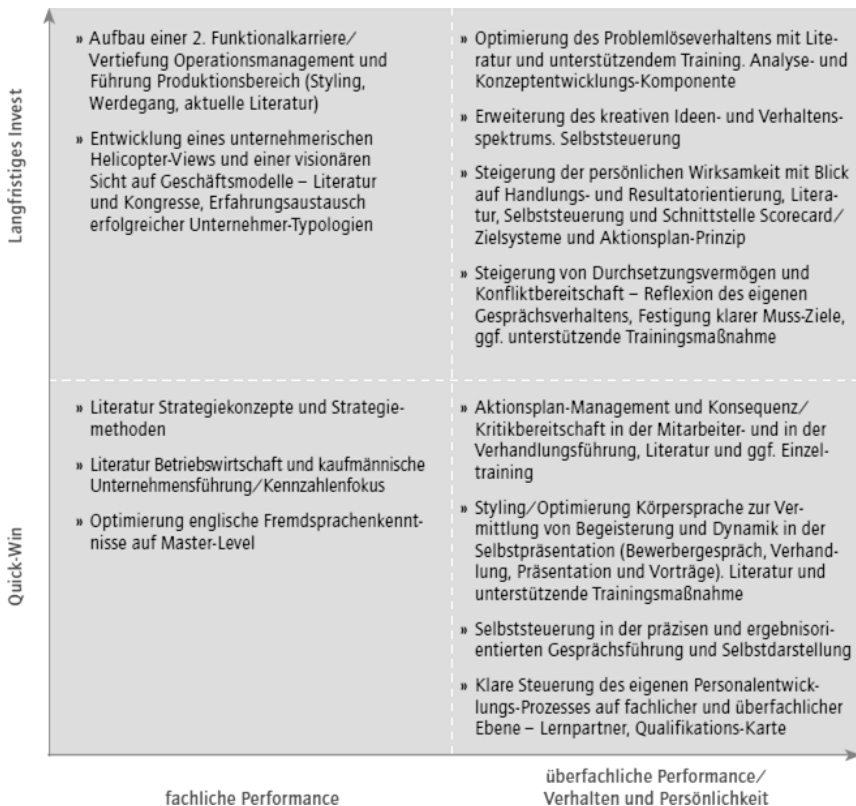 Langfristiges Invest
» Aufbau einer 2. Funktionalkarriere/
Vertiefung Operationsmanagement und
Führung Produktionsbereich (Styling,
Werdegang, aktuelle Literatur)
» Entwicklung eines unternehmerischen
Helicopter-Views und einer visionären
Sicht auf Geschäftsmodelle – Literatur
und Kongresse, Erfahrungsaustausch
erfolgreicher Unternehmer-Typologien
» Optimierung des Problemlöseverhaltens mit Lite-
ratur und unterstützendem Training. Analyse- und
Konzeptentwicklungs-Komponente
» Erweiterung des kreativen Ideen- und Verhaltens-
spektrums. Selbststeuerung
» Steigerung der persönlichen Wirksamkeit mit Blick
auf Handlungs- und Resultatorientierung, Litera-
tur, Selbststeuerung und Schnittstelle Scorecard/
Zielsysteme und Aktionsplan-Prinzip
» Steigerung von Durchsetzungsvermögen und
Konfliktbereitschaft – Reflexion des eigenen
Gesprächsverhaltens, Festigung klarer Muss-Ziele,
ggf. unterstützende Trainingsmaßnahme
Quick-Win
» Literatur Strategiekonzepte und Strategie-
methoden
» Literatur Betriebswirtschaft und kaufmännische
Unternehmensführung/Kennzahlenfokus
» Optimierung englische Fremdsprachenkennt-
nisse auf Master-Level
» Aktionsplan-Management und Konsequenz/
Kritikbereitschaft in der Mitarbeiter- und in der
Verhandlungsführung, Literatur und ggf. Einzel-
training
» Styling/Optimierung Körpersprache zur Ver-
mittlung von Begeisterung und Dynamik in der
Selbstpräsentation (Bewerbergespräch, Verhand-
lung, Präsentation und Vorträge). Literatur und
unterstützende Trainingsmaßnahme
» Selbststeuerung in der präzisen und ergebnisori-
entierten Gesprächsführung und Selbstdarstellung
» Klare Steuerung des eigenen Personalentwick-
lungs-Prozesses auf fachlicher und überfachlicher
Ebene – Lernpartner, Qualifikations-Karte
fachliche Performance
überfachliche Performance/
Verhalten und Persönlichkeit